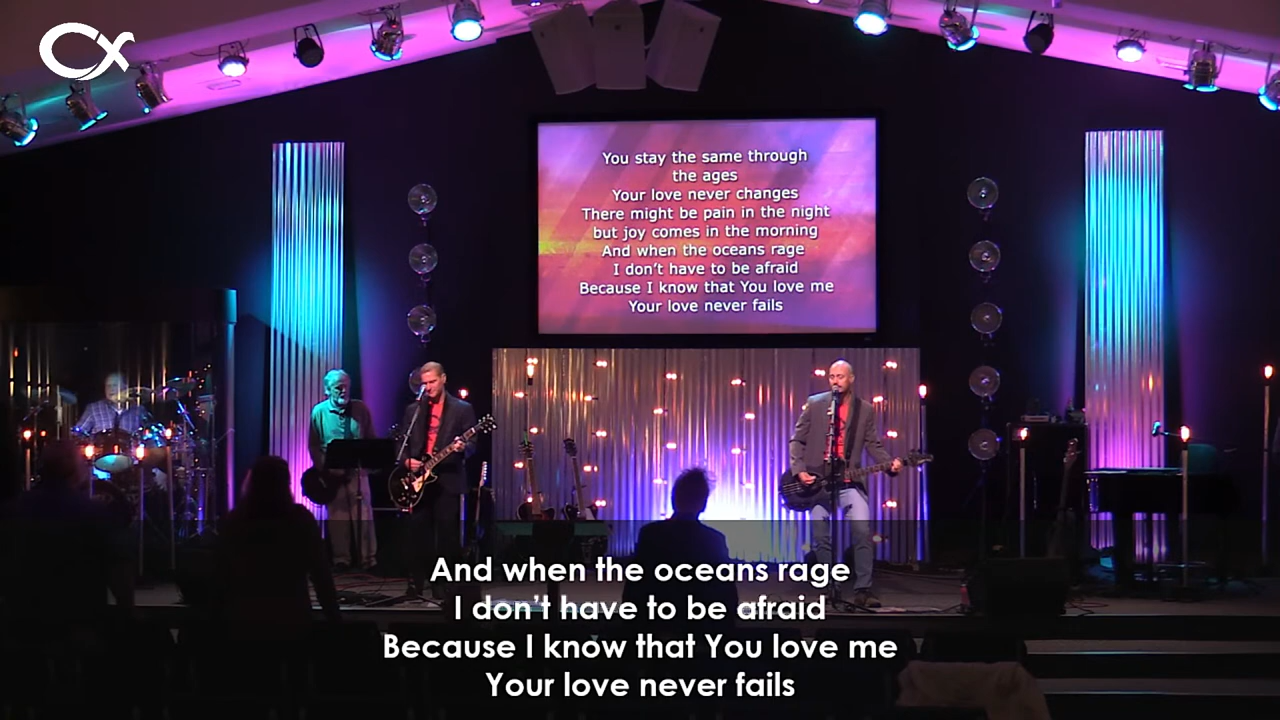 CX
You stay the same through
the ages
Your love never changes
There might be pain in the night
but joy comes in the morning
And when the oceans rage
I don't have to be afraid
Because I know that You love me
Your love never fails
And when the oceans rage
I don't have to be afraid
Because I know that You love me
Your love never fails